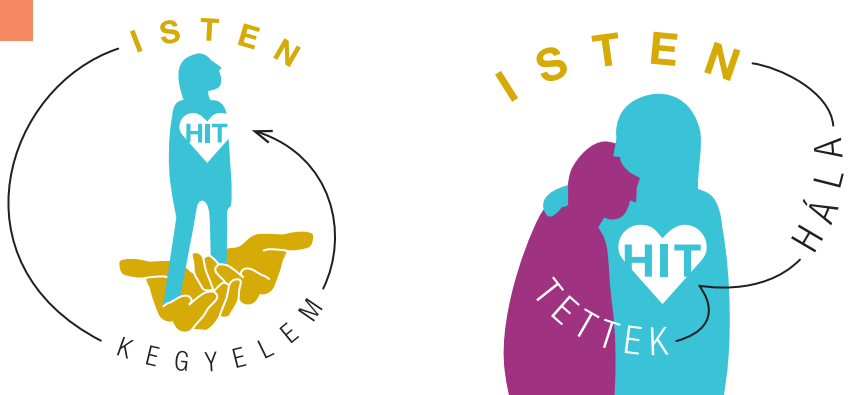 ISTEN
HIT
KEGYELEM
ISTEN
HÁLA
HIT
TETTEK